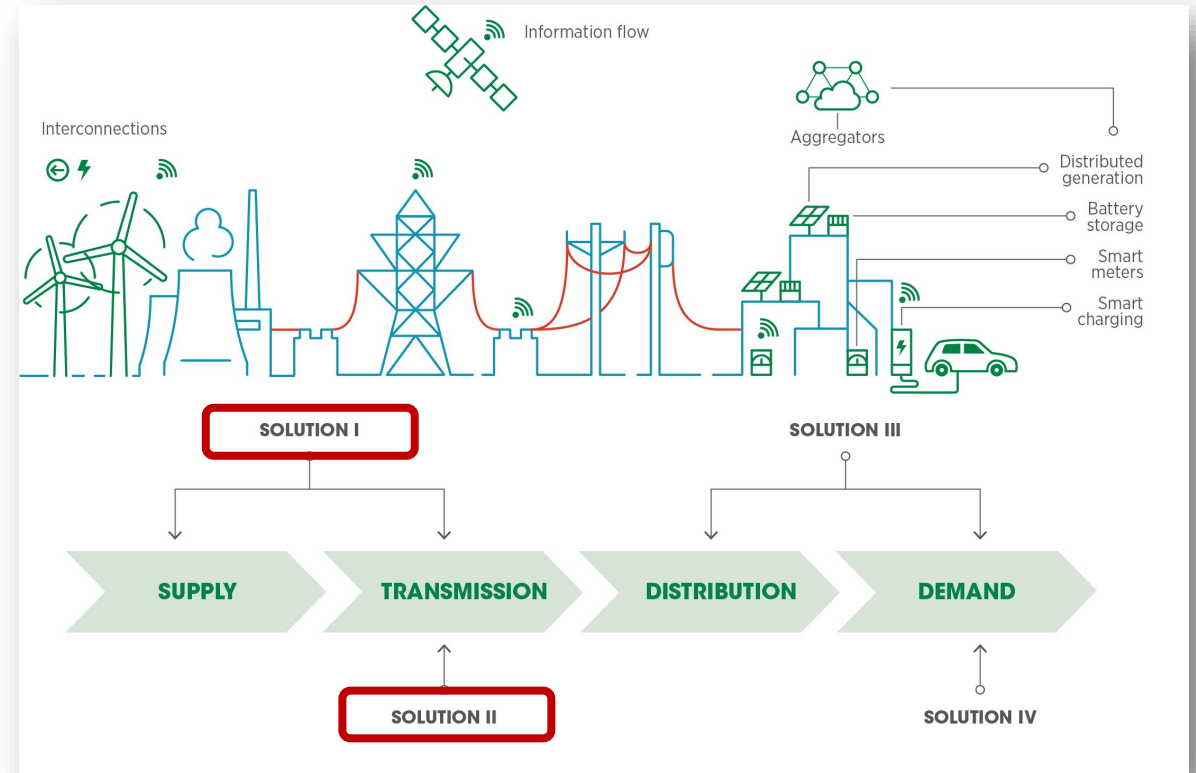 Information flow
Interconnections
Aggregators
Distributed
generation
Battery
storage
Smart
meters
Smart
charging
SOLUTION I
SOLUTION III
SUPPLY
TRANSMISSION
DISTRIBUTION
DEMAND
SOLUTION II
SOLUTION IV